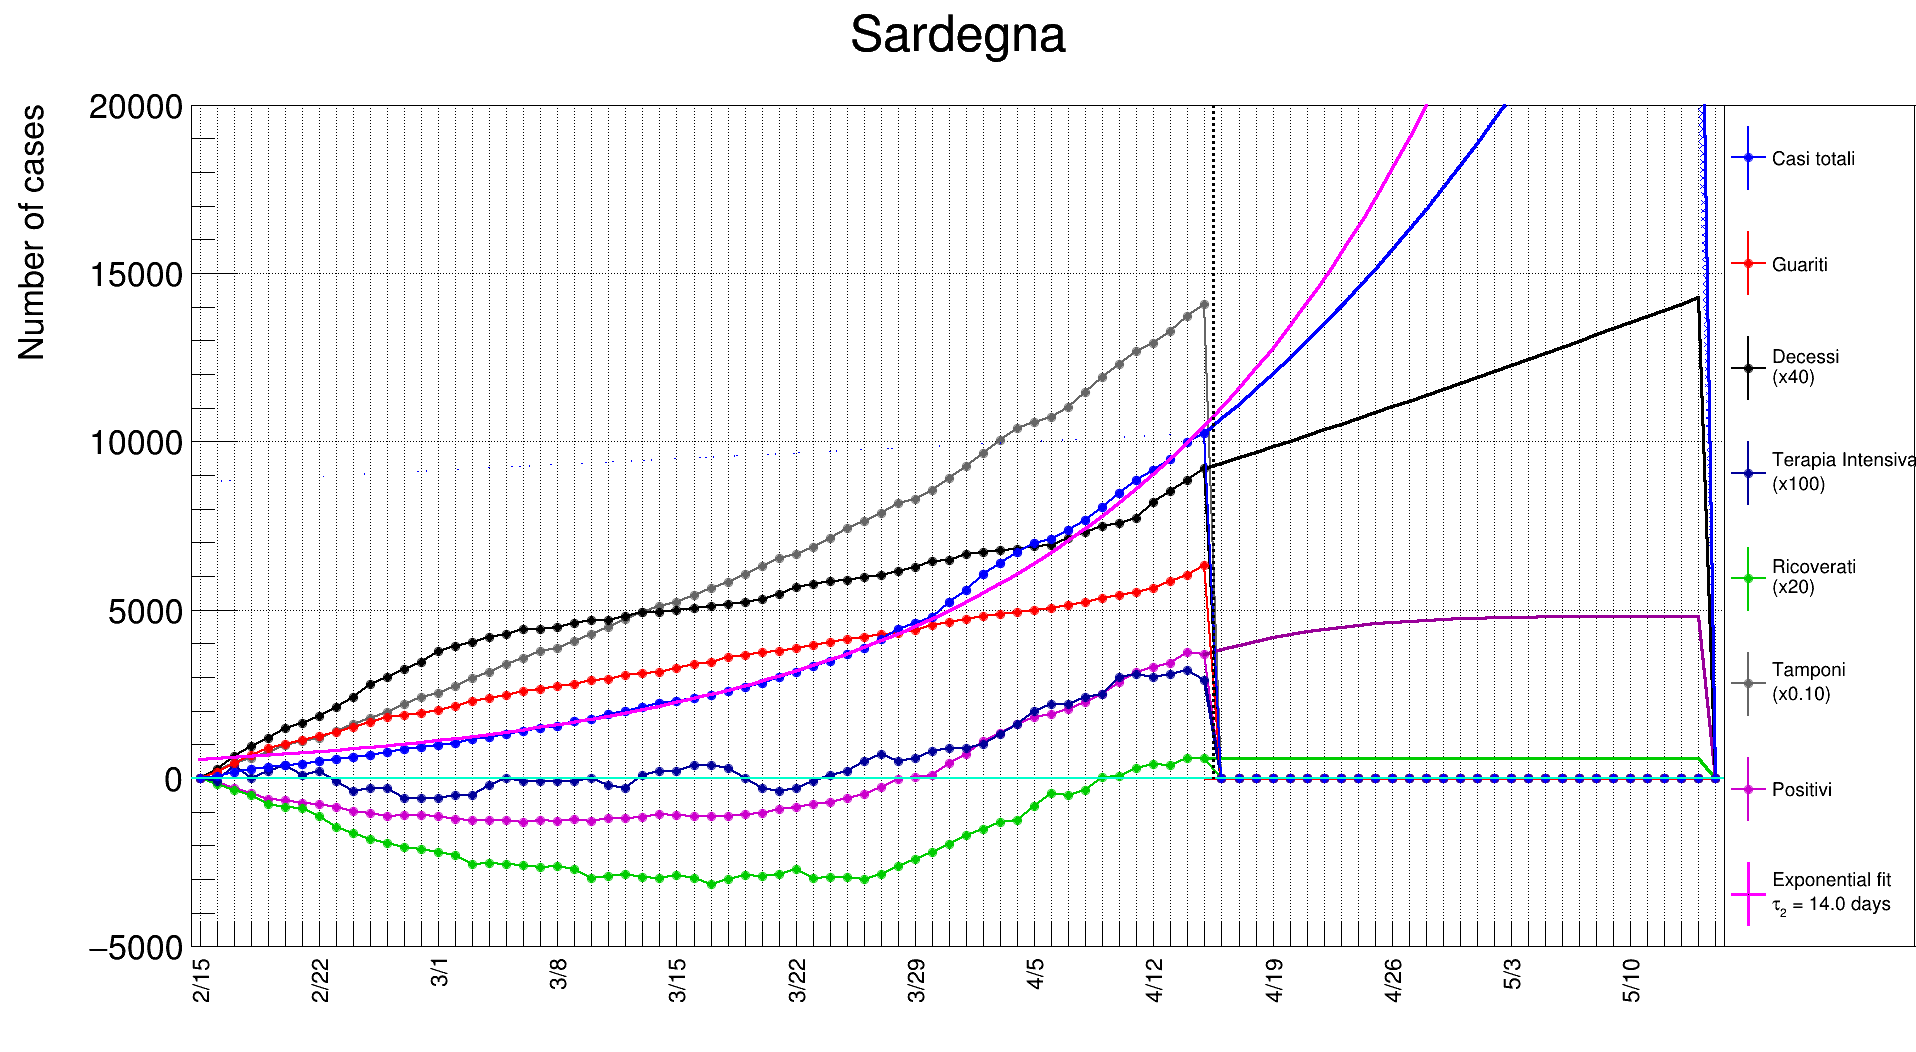 Sardegna
Number of cases
20000
15000
10000
5000
0
−5000
2/15
2/22
3/1
3/8
3/15
3/22
3/29
4/5
4/12
4/19
4/26
5/3
5/10
Casi totali
Guariti
Decessi
(x40)
Terapia Intensiva
(x100)
Ricoverati
(x20)
Tamponi
(x0.10)
Positivi
Exponential fit
τ2 = 14.0 days